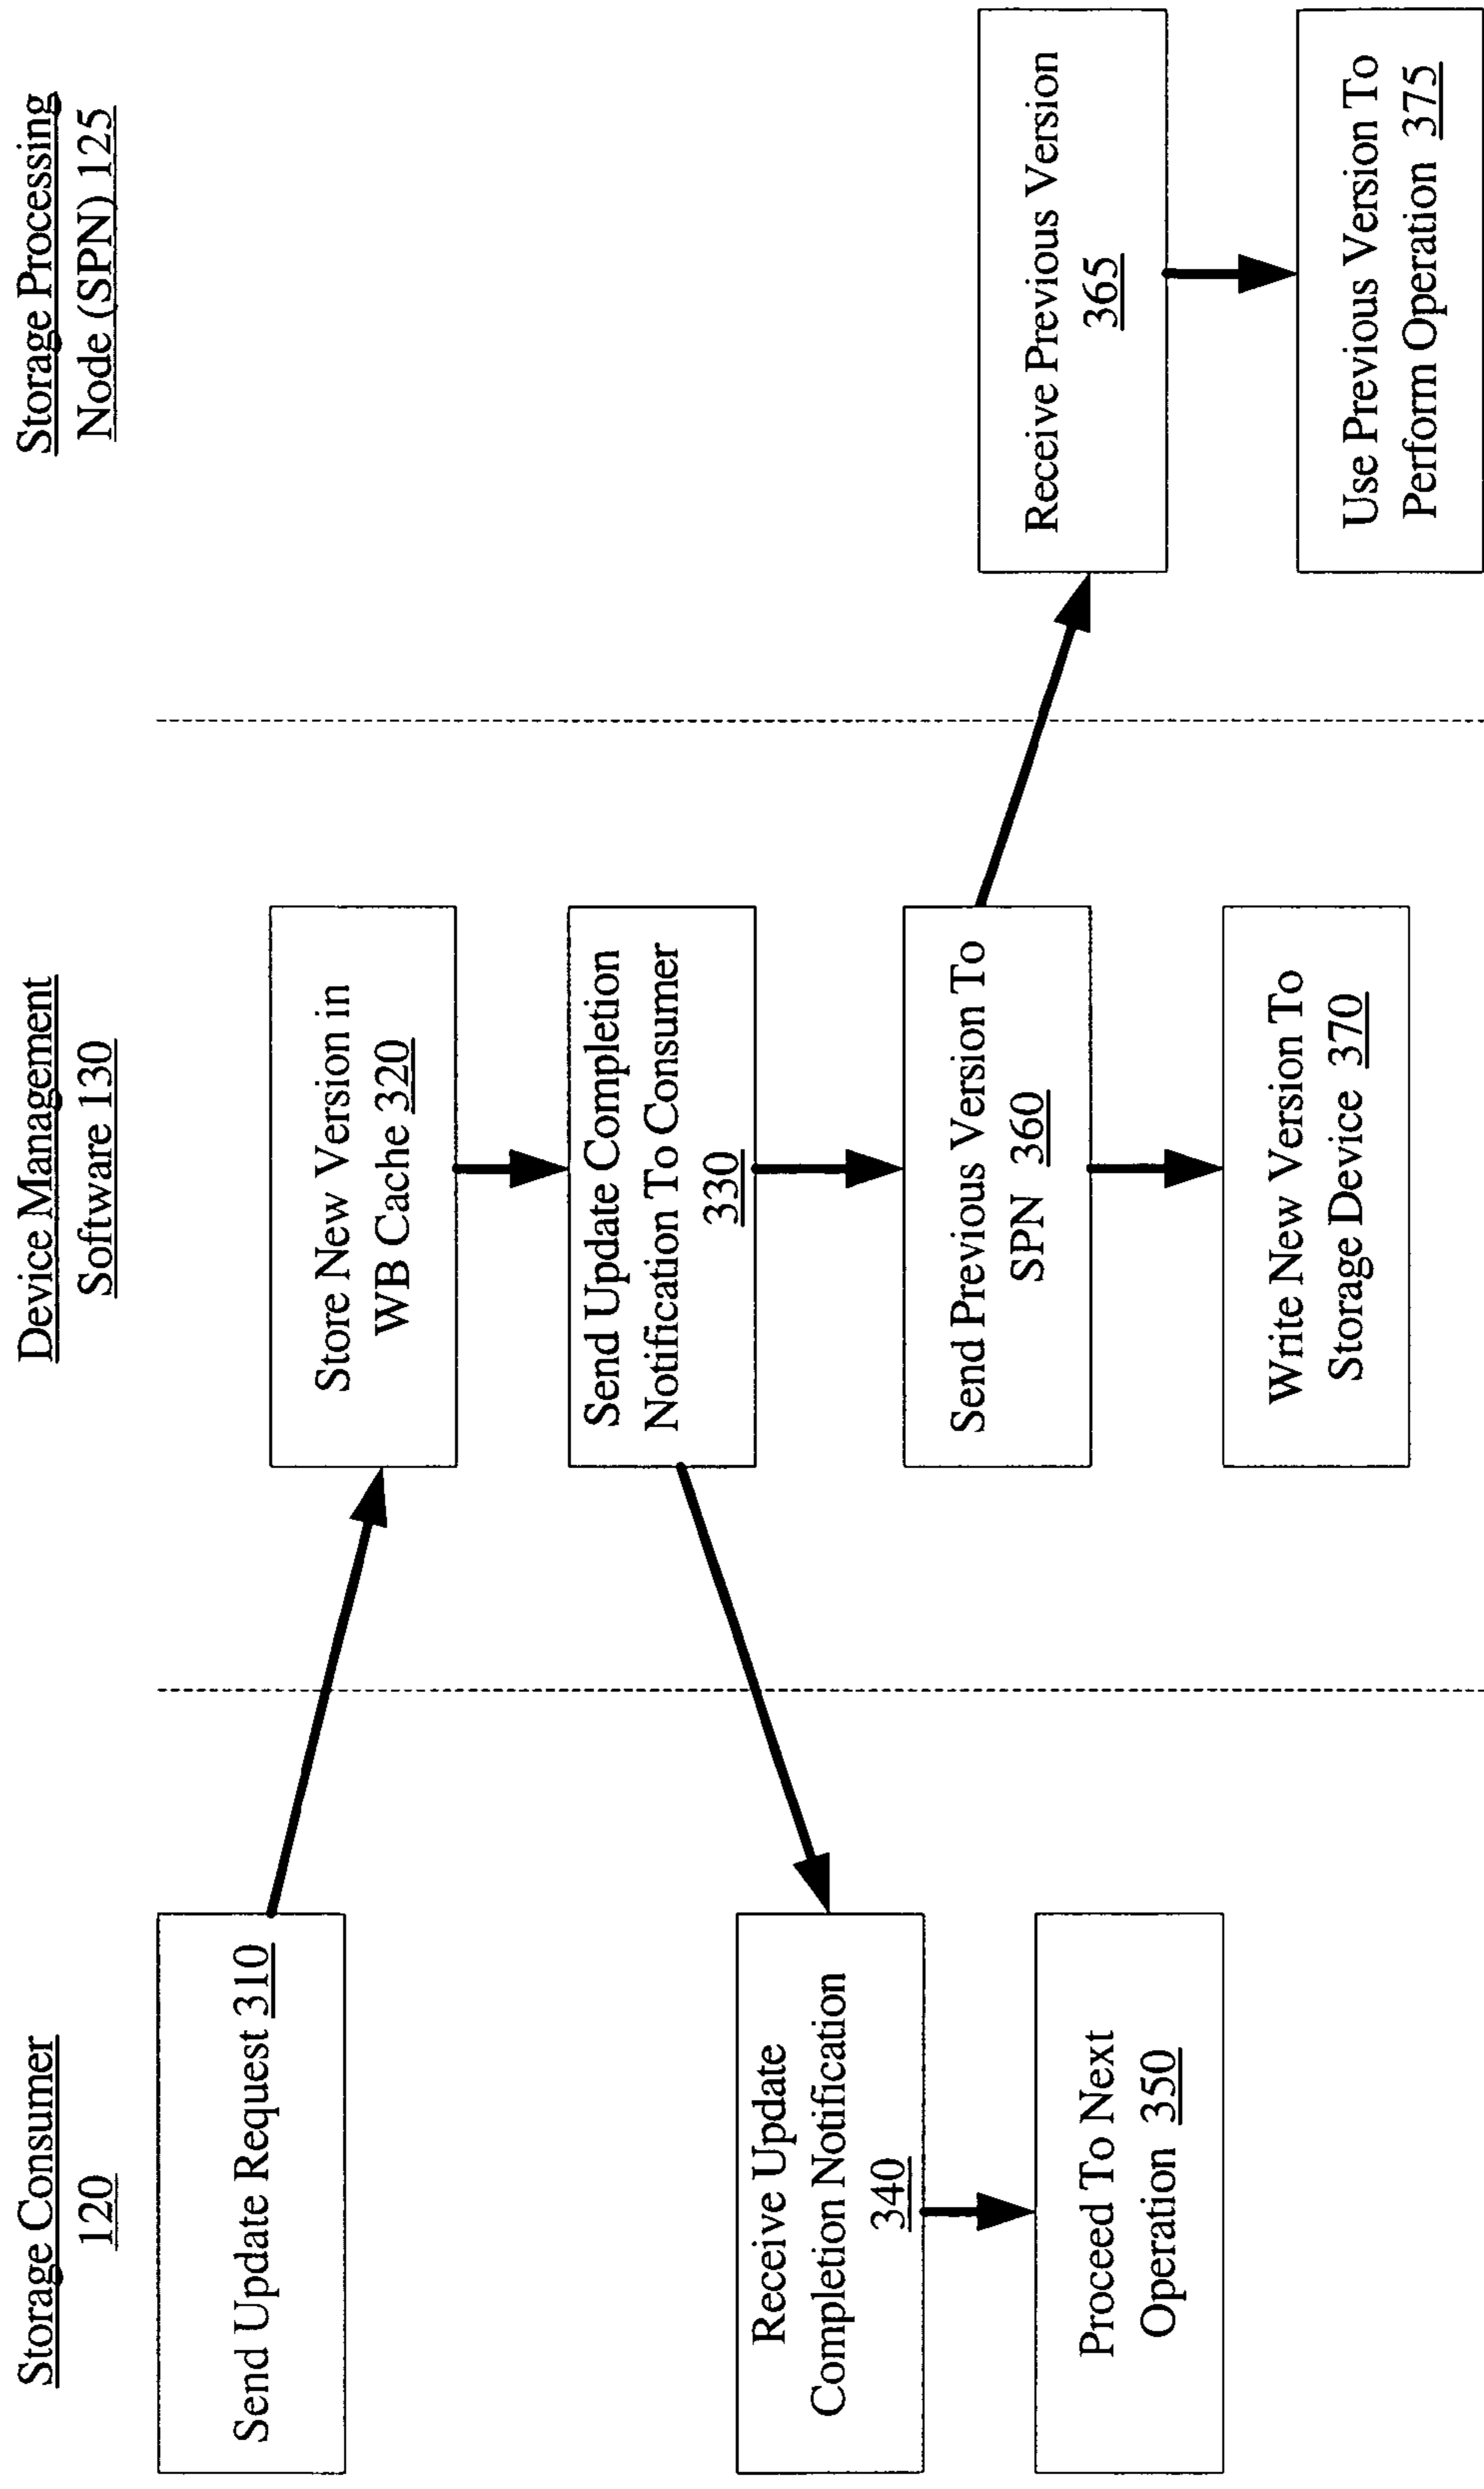 Storage Consumer
120
Device Management
Software 130
Storage Processing
Node (SPN) 125
Send Update Request 310
Store New Version in
WB Cache 320
Send Update Completion
Notification To Consumer
330
Receive Update
Completion Notification
340
Proceed To Next
Operation 350
Send Previous Version To
SPN 360
Receive Previous Version
365
Write New Version To
Storage Device 370
Use Previous Version To
Perform Operation 375